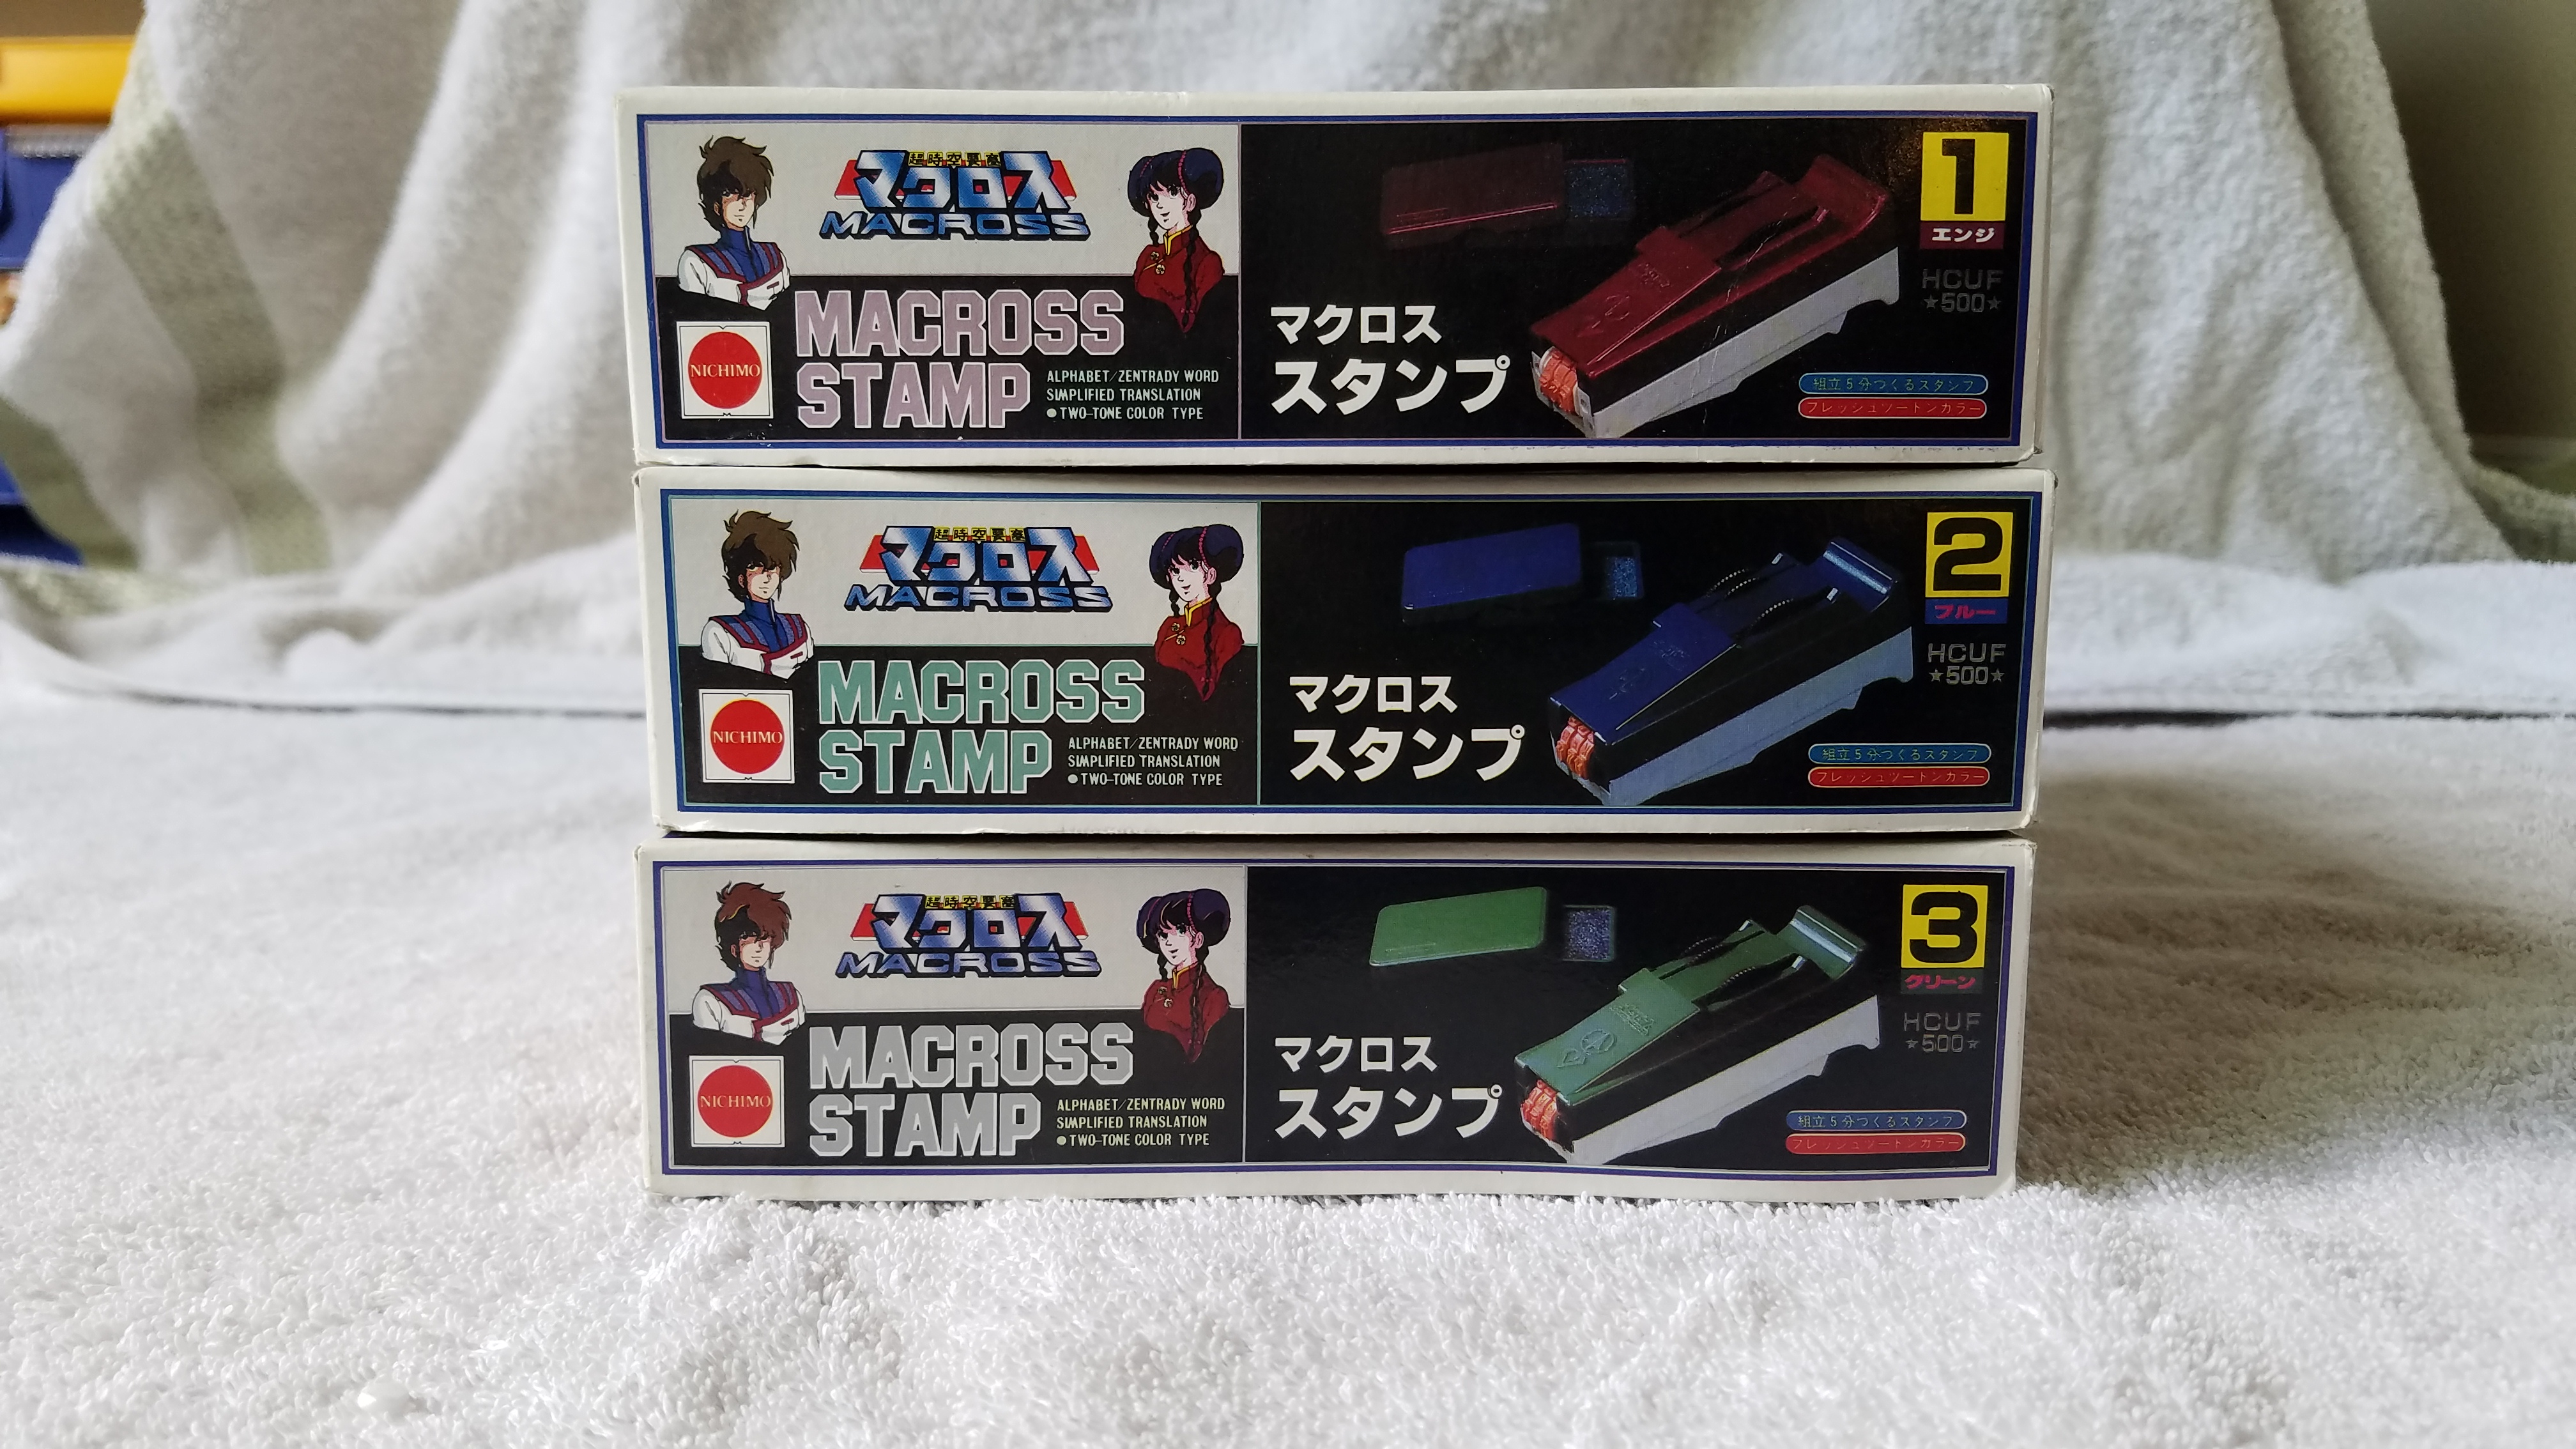 超時空要塞
マクロス
MACROSS
NICHIMO
MACROSS
STAMP
ALPHABET/ZENTRADY WORD
SIMPLIFIED TRANSLATION
●TWO-TONE COLOR TYPE
マクロス
スタンプ
1
エンジ
HCUF
★500★
組立5分つくるスタンプ
フレッシュツートンカラー
超時空要塞
マクロス
MACROSS
NICHIMO
MACROSS
STAMP
ALPHABET/ZENTRADY WORD
SIMPLIFIED TRANSLATION
●TWO-TONE COLOR TYPE
マクロス
スタンプ
2
ブルー
HCUF
★500★
組立5分つくるスタンプ
フレッシュツートンカラー
超時空要塞
マクロス
MACROSS
NICHIMO
MACROSS
STAMP
ALPHABET/ZENTRADY WORD
SIMPLIFIED TRANSLATION
●TWO-TONE COLOR TYPE
マクロス
スタンプ
3
グリーン
HCUF
★500★
組立5分つくるスタンプ
フレッシュツートンカラー